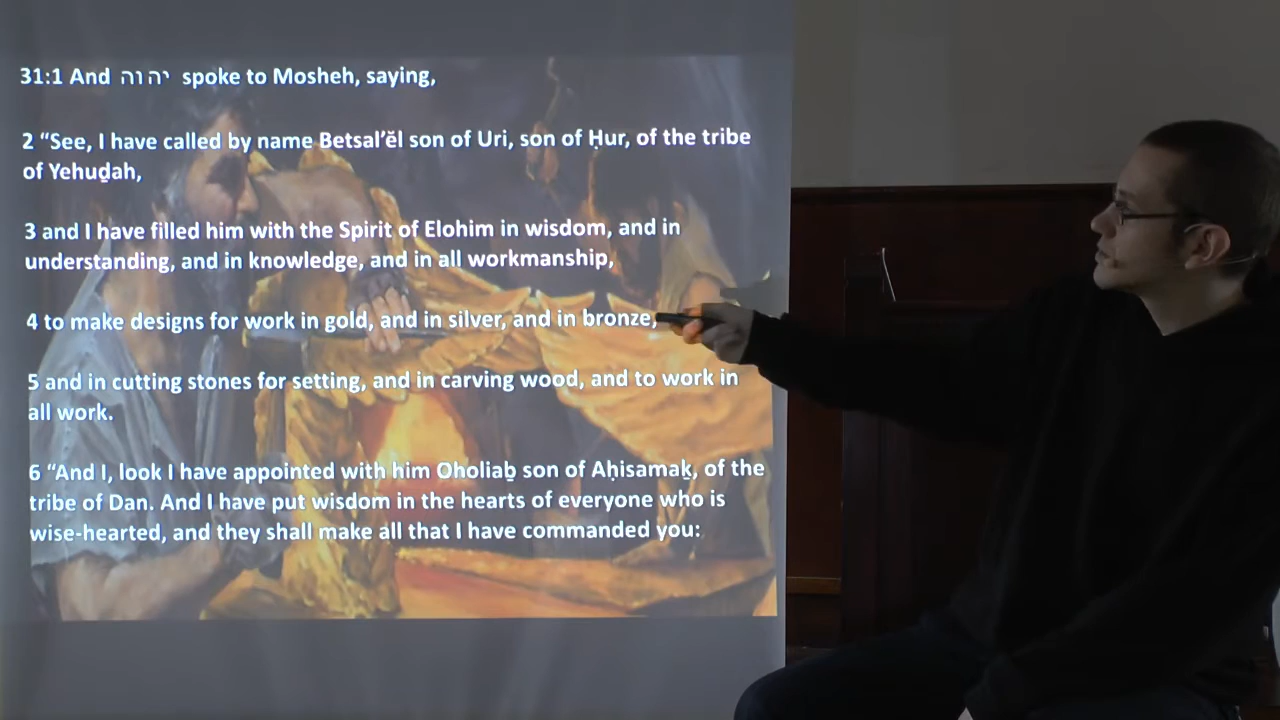 31:1 And יהוה spoke to Mosheh, saying,
2 “See, I have called by name Betsal’ĕl son of Uri, son of Ḥur, of the tribe
of Yehuḏah,
3 and I have filled him with the Spirit of Elohim in wisdom, and in
understanding, and in knowledge, and in all workmanship,
4 to make designs for work in gold, and in silver, and in bronze,
5 and in cutting stones for setting, and in carving wood, and to work in
all work.
6 “And I, look I have appointed with him Oholiaḇ son of Aḥisamaḵ, of the
tribe of Dan. And I have put wisdom in the hearts of everyone who is
wise-hearted, and they shall make all that I have commanded you: